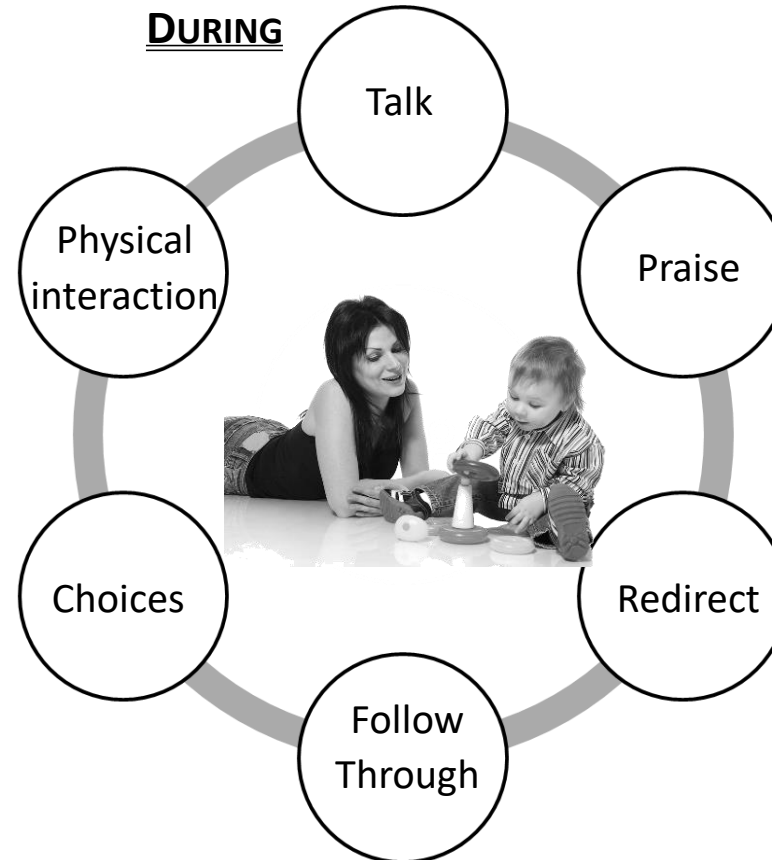 DURING
Talk
Praise
Redirect
Follow
Through
Choices
Physical
interaction